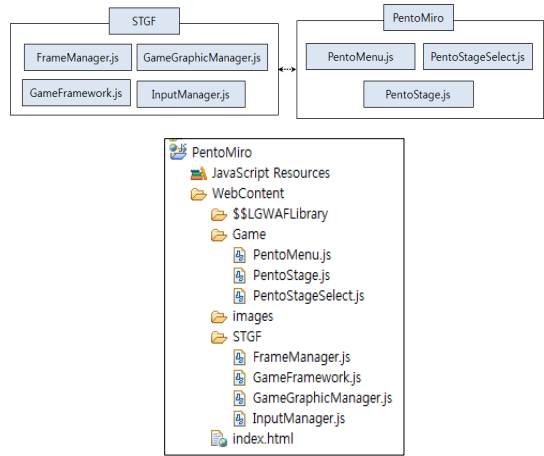 STGF
FrameManager.js
GameGraphicManager.js
GameFramework.js
InputManager.js
PentoMiro
PentoMenu.js
PentoStageSelect.js
PentoStage.js
PentoMiro
JavaScript Resources
WebContent
$$LGWAFLibrary
Game
PentoMenu.js
PentoStage.js
PentoStageSelect.js
images
STGF
FrameManager.js
GameFramework.js
GameGraphicManager.js
InputManager.js
index.html